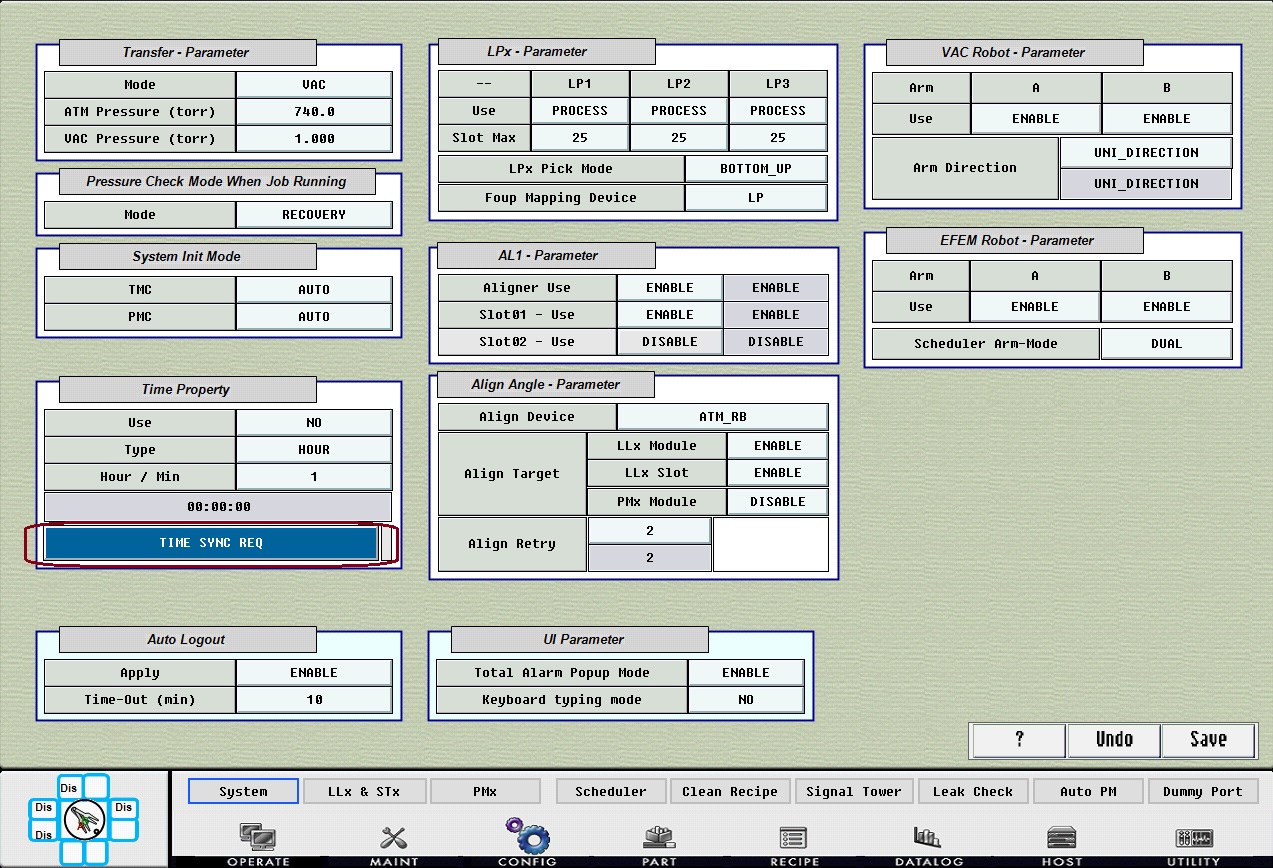 Transfer - Parameter
Mode VAC
ATM Pressure (torr) 740.0
VAC Pressure (torr) 1.000
Pressure Check Mode When Job Running
Mode RECOVERY
System Init Mode
TMC AUTO
PMC AUTO
Time Property
Use NO
Type HOUR
Hour / Min 1
00:00:00
TIME SYNC REQ
Auto Logout
Apply ENABLE
Time-Out (min) 10
LPx - Parameter
-- LP1 LP2 LP3
Use PROCESS PROCESS PROCESS
Slot Max 25 25 25
LPx Pick Mode BOTTOM_UP
Foup Mapping Device LP
AL1 - Parameter
Aligner Use ENABLE ENABLE
Slot01 - Use ENABLE ENABLE
Slot02 - Use DISABLE DISABLE
Align Angle - Parameter
Align Device ATM_RB
Align Target
LLx Module ENABLE
LLx Slot ENABLE
PMx Module DISABLE
Align Retry
2
2
UI Parameter
Total Alarm Popup Mode ENABLE
Keyboard typing mode NO
VAC Robot - Parameter
Arm A B
Use ENABLE ENABLE
Arm Direction
UNI_DIRECTION
UNI_DIRECTION
EFEM Robot - Parameter
Arm A B
Use ENABLE ENABLE
Scheduler Arm-Mode DUAL
? Undo Save
Dis
Dis Dis
Dis
System LLx & STx PMx Scheduler Clean Recipe Signal Tower Leak Check Auto PM Dummy Port
OPERATE MAINT CONFIG PART RECIPE DATALOG HOST UTILITY